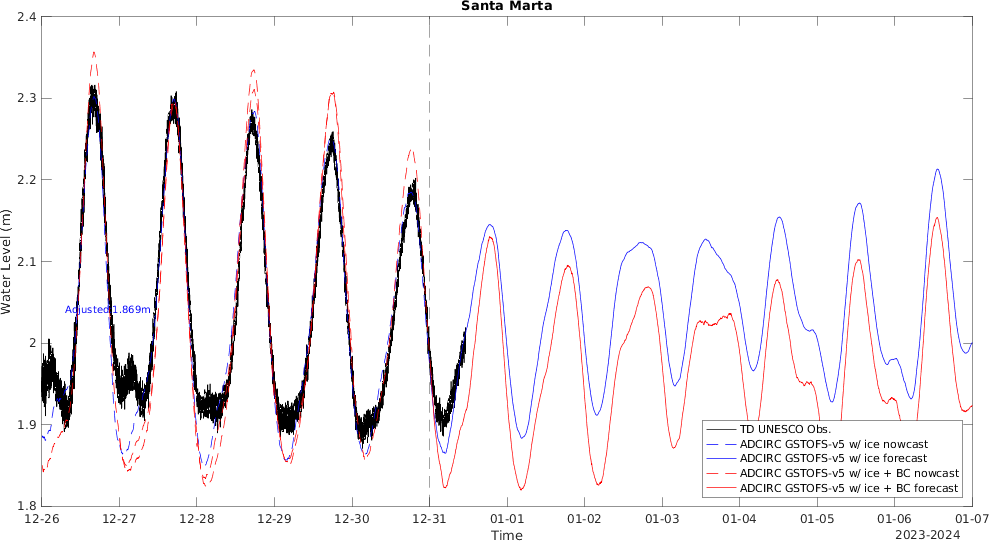 Santa Marta
2.4
2.3
2.2
2.1
2
1.9
1.8
Water Level (m)
Adjusted 1.869m
TD UNESCO Obs.
ADCIRC GSTOFS-v5 w/ ice nowcast
ADCIRC GSTOFS-v5 w/ ice forecast
ADCIRC GSTOFS-v5 w/ ice + BC nowcast
ADCIRC GSTOFS-v5 w/ ice + BC forecast
12-26 12-27 12-28 12-29 12-30 12-31 01-01 01-02 01-03 01-04 01-05 01-06 01-07
Time
2023-2024